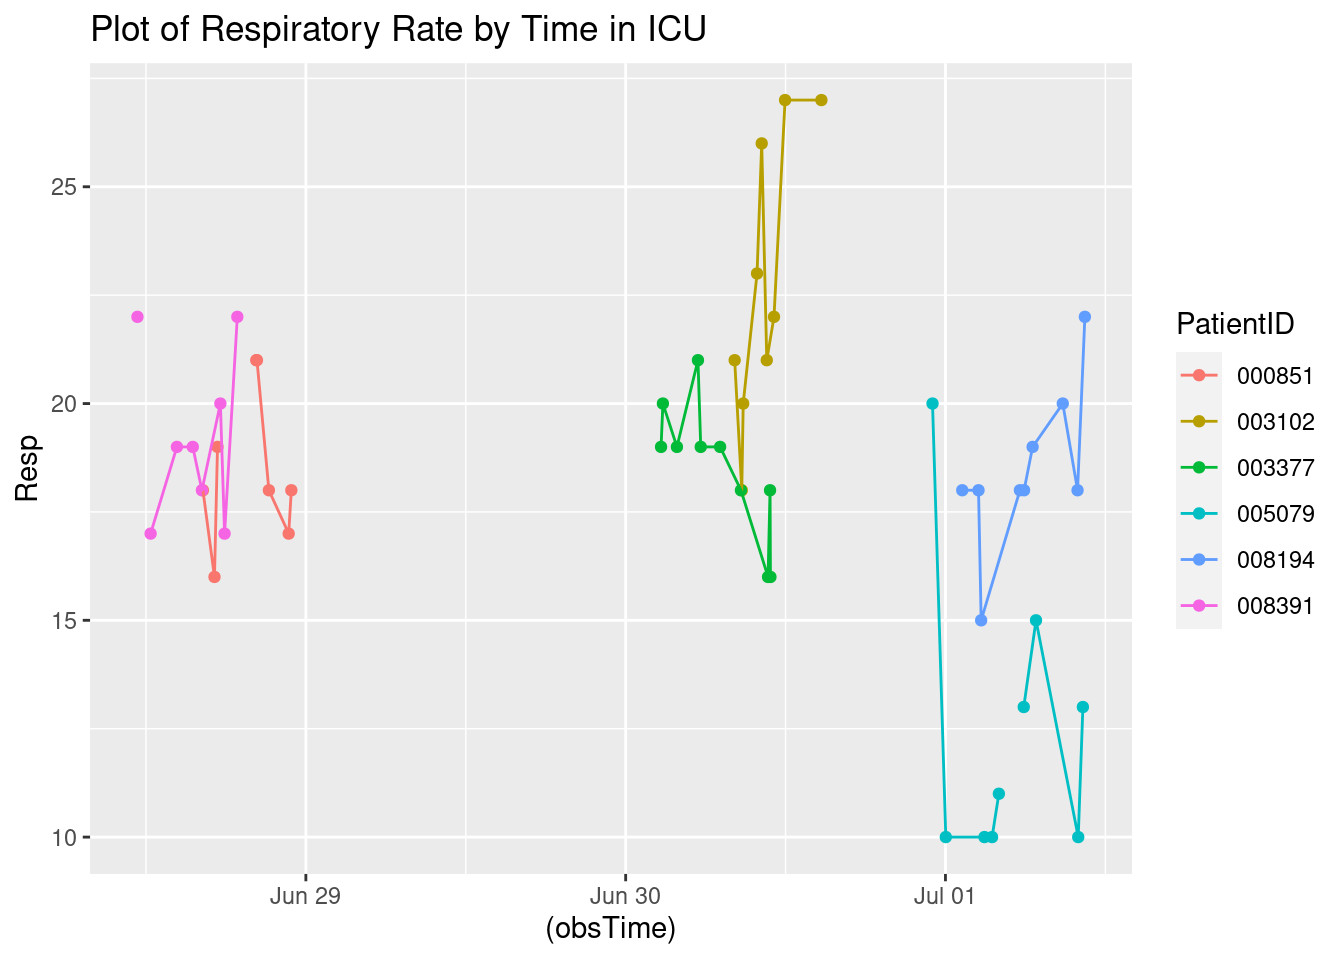 Plot of Respiratory Rate by Time in ICU
Resp
25
20
15
10
Jun 29
Jun 30
Jul 01
(obsTime)
PatientID
000851
003102
003377
005079
008194
008391